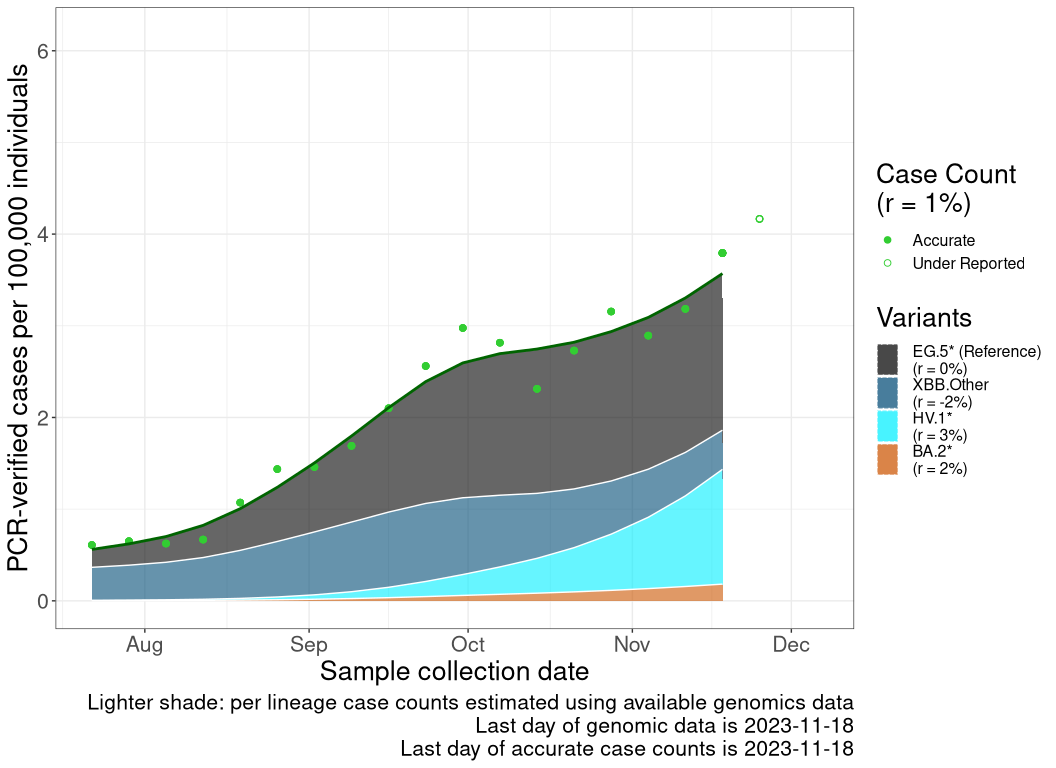 PCR-verified cases per 100,000 individuals
6
4
2
0
Aug Sep Oct Nov Dec
Sample collection date
Lighter shade: per lineage case counts estimated using available genomics data
Last day of genomic data is 2023-11-18
Last day of accurate case counts is 2023-11-18
Case Count
(r = 1%)
Accurate
Under Reported
Variants
EG.5* (Reference)
(r = 0%)
XBB.Other
(r = -2%)
HV.1*
(r = 3%)
BA.2*
(r = 2%)